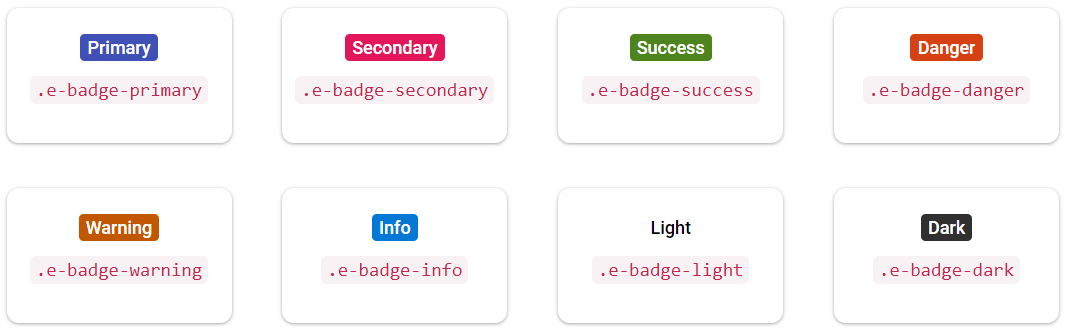 Primary
.e-badge-primary
Secondary
.e-badge-secondary
Success
.e-badge-success
Danger
.e-badge-danger
Warning
.e-badge-warning
Info
.e-badge-info
Light
.e-badge-light
Dark
.e-badge-dark